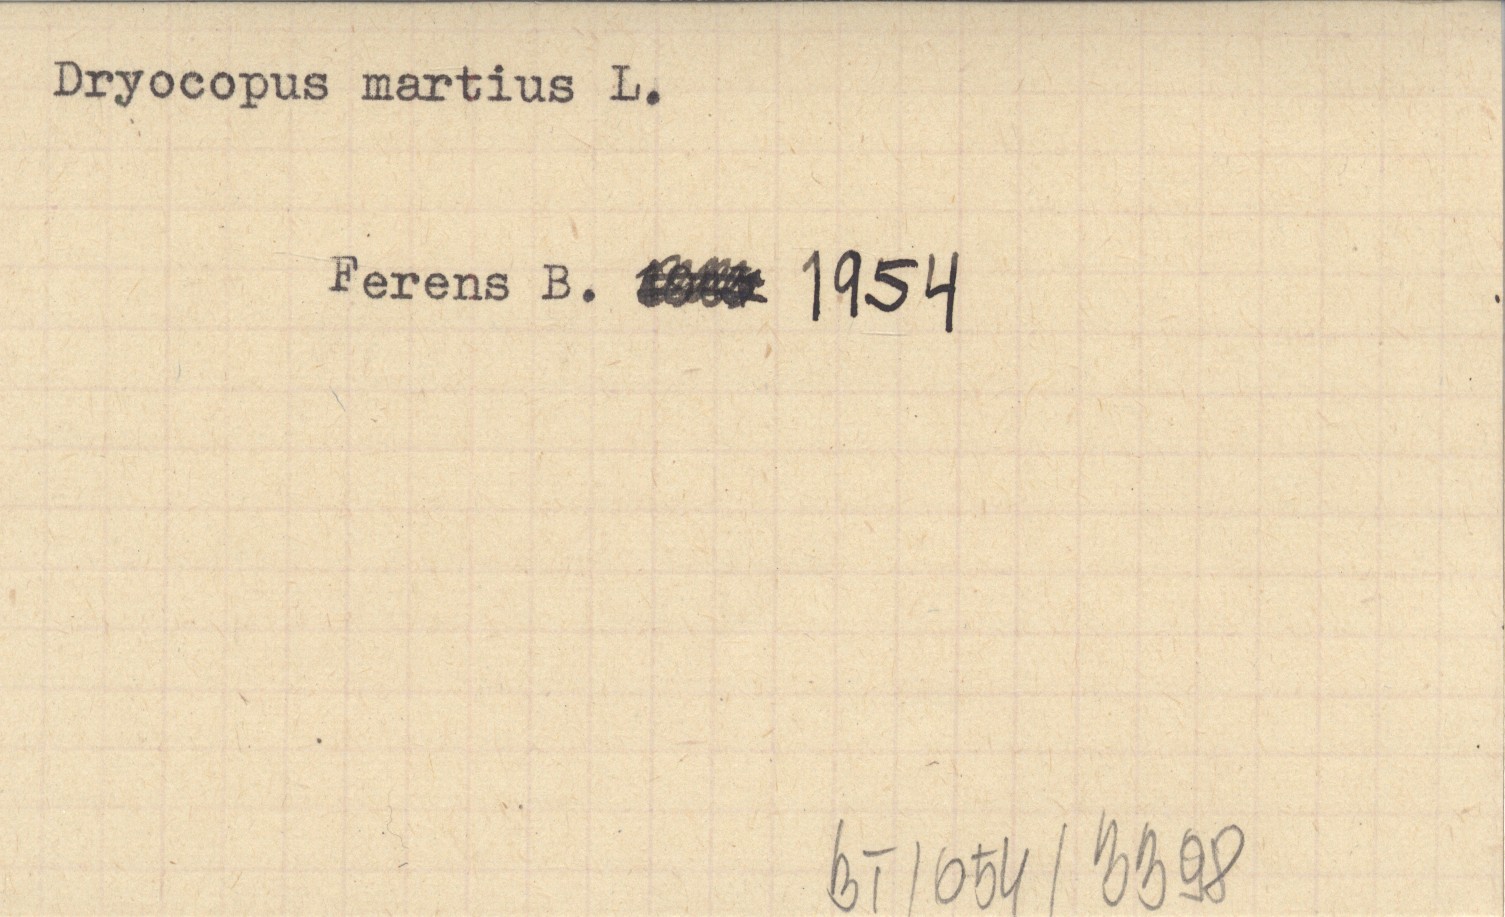 Dryocopus martius L.
Ferens B. 1954
BT/054/3398